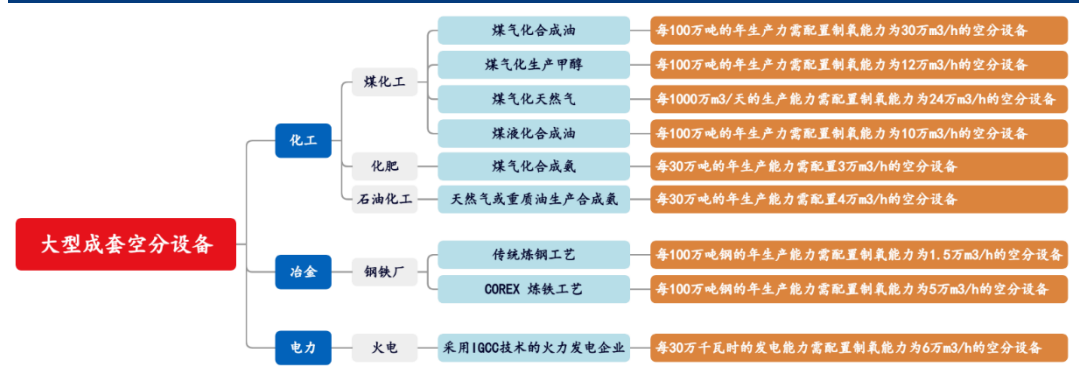 大型成套空分设备
化工
煤化工
煤气化合成油
每100万吨的年生产力需配置制氧能力为30万m3/h的空分设备
煤气化生产甲醇
每100万吨的年生产力需配置制氧能力为12万m3/h的空分设备
煤气化天然气
每1000万m3/天的生产能力需配置制氧能力为24万m3/h的空分设备
煤液化合成油
每100万吨的年生产力需配置制氧能力为10万m3/h的空分设备
化肥
煤气化合成氨
每30万吨的年生产能力需配置3万m3/h的空分设备
石油化工
天然气或重质油生产合成氨
每30万吨的年生产能力需配置4万m3/h的空分设备
冶金
钢铁厂
传统炼钢工艺
每100万吨钢的年生产能力需配置制氧能力为1.5万m3/h的空分设备
COREX 炼铁工艺
每100万吨钢的年生产能力需配置制氧能力为5万m3/h的空分设备
电力
火电
采用IGCC技术的火力发电企业
每30万千瓦时的发电能力需配置制氧能力为6万m3/h的空分设备